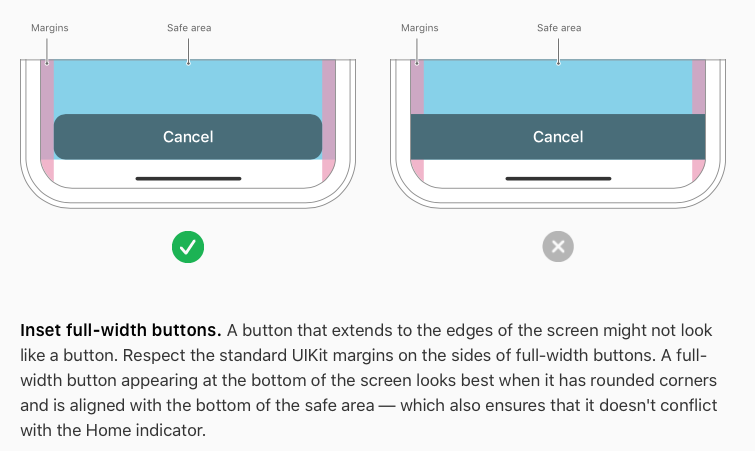 Margins
Safe area
Margins
Safe area
Cancel
Cancel
Inset full-width buttons. A button that extends to the edges of the screen might not look
like a button. Respect the standard UIKit margins on the sides of full-width buttons. A full-
width button appearing at the bottom of the screen looks best when it has rounded corners
and is aligned with the bottom of the safe area — which also ensures that it doesn't conflict
with the Home indicator.